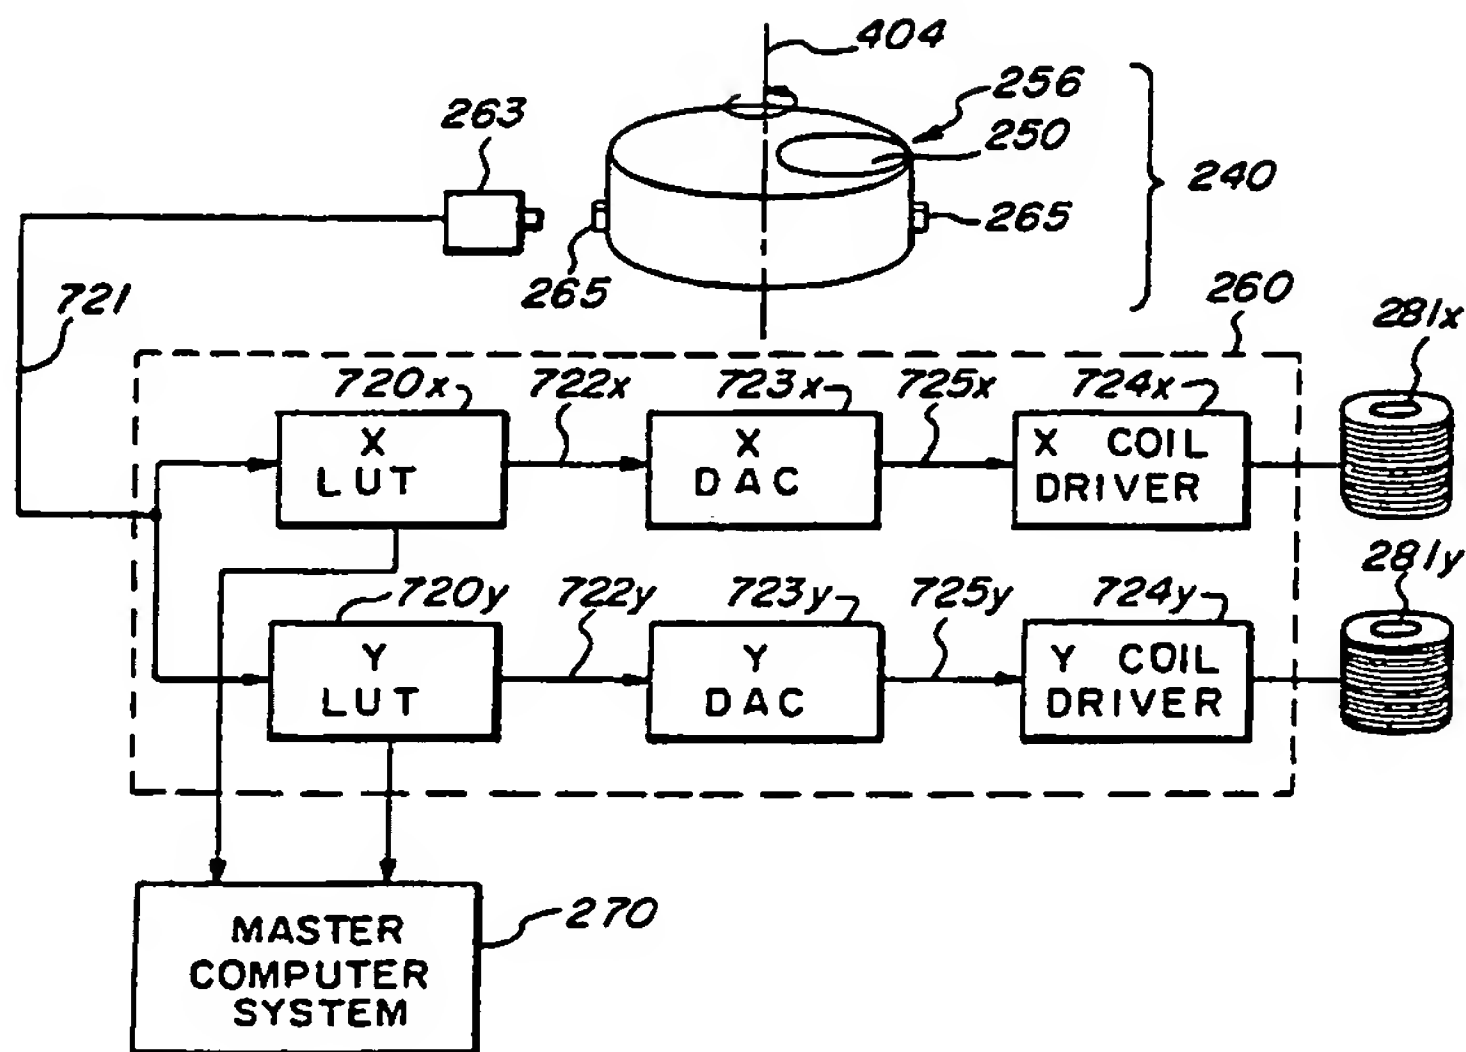 404
256
263
250
240
265
265
260
721
281x
720x
722x
723x
725x
724x
X
LUT
X
DAC
X COIL
DRIVER
281y
720y
722y
723y
725y
724y
Y
LUT
Y
DAC
Y COIL
DRIVER
270
MASTER
COMPUTER
SYSTEM